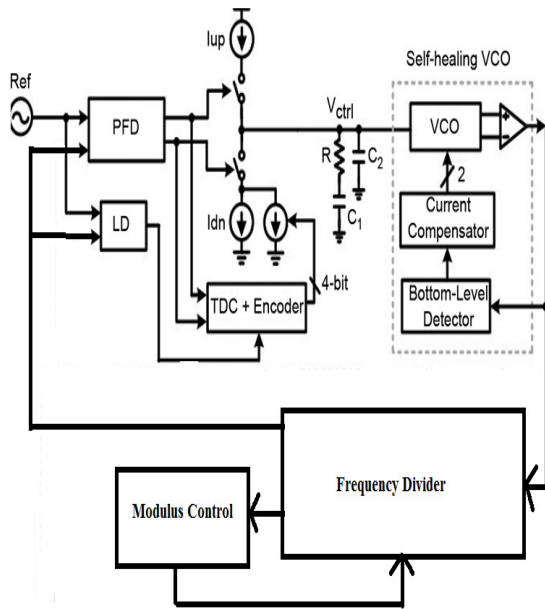 Iup
Self-healing VCO
Ref
PFD
Vctrl
VCO
R
C2
2
LD
Idn
C1
Current
Compensator
4-bit
TDC + Encoder
Bottom-Level
Detector
Frequency Divider
Modulus Control